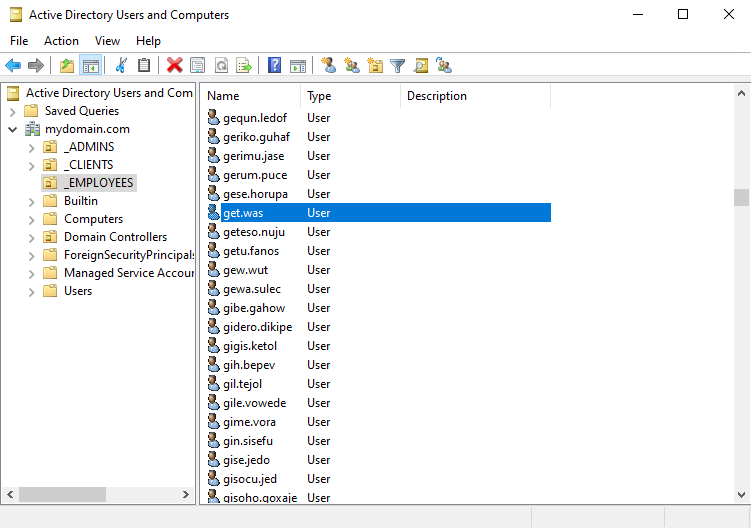 Active Directory Users and Computers
File Action View Help
Active Directory Users and Com
Saved Queries
mydomain.com
_ADMINS
_CLIENTS
_EMPLOYEES
Builtin
Computers
Domain Controllers
ForeignSecurityPrincipals
Managed Service Accour
Users
Name Type Description
gequn.ledof User
geriko.guhaf User
gerimu.jase User
gerum.puce User
gese.horupa User
get.was User
geteso.nuju User
getu.fanos User
gew.wut User
gewa.sulec User
gibe.gahow User
gidero.dikipe User
gigis.ketol User
gih.bepev User
gil.tejol User
gile.vowede User
gime.vora User
gin.sisefu User
gise.jedo User
gisocu.jed User
gisoho.goxaje User